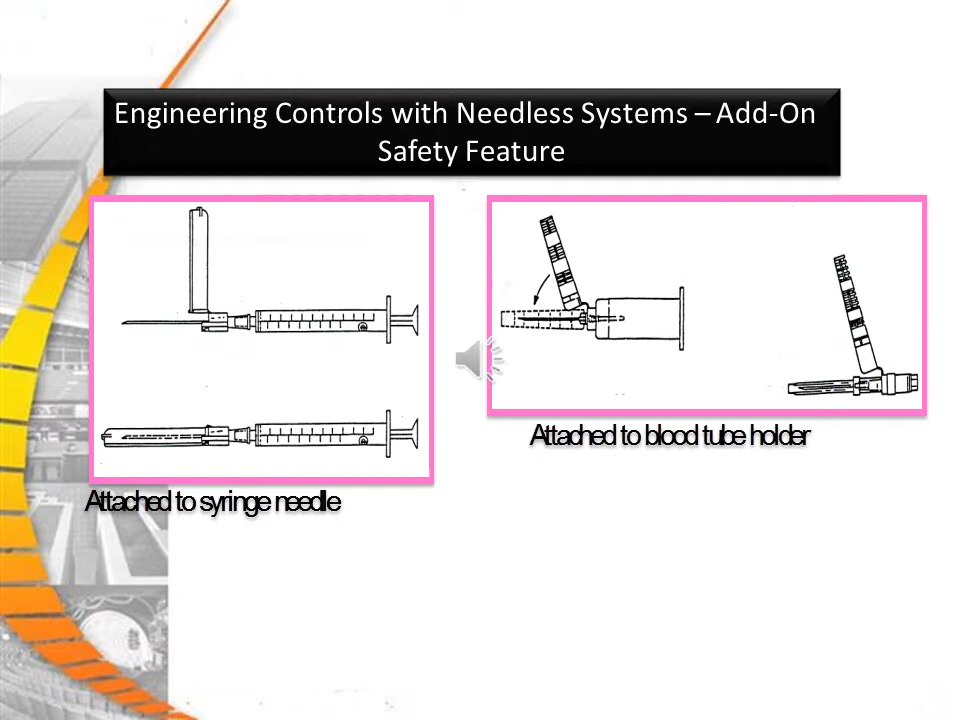 Engineering Controls with Needless Systems – Add-On
Safety Feature
Attached to blood tube holder
Attached to syringe needle